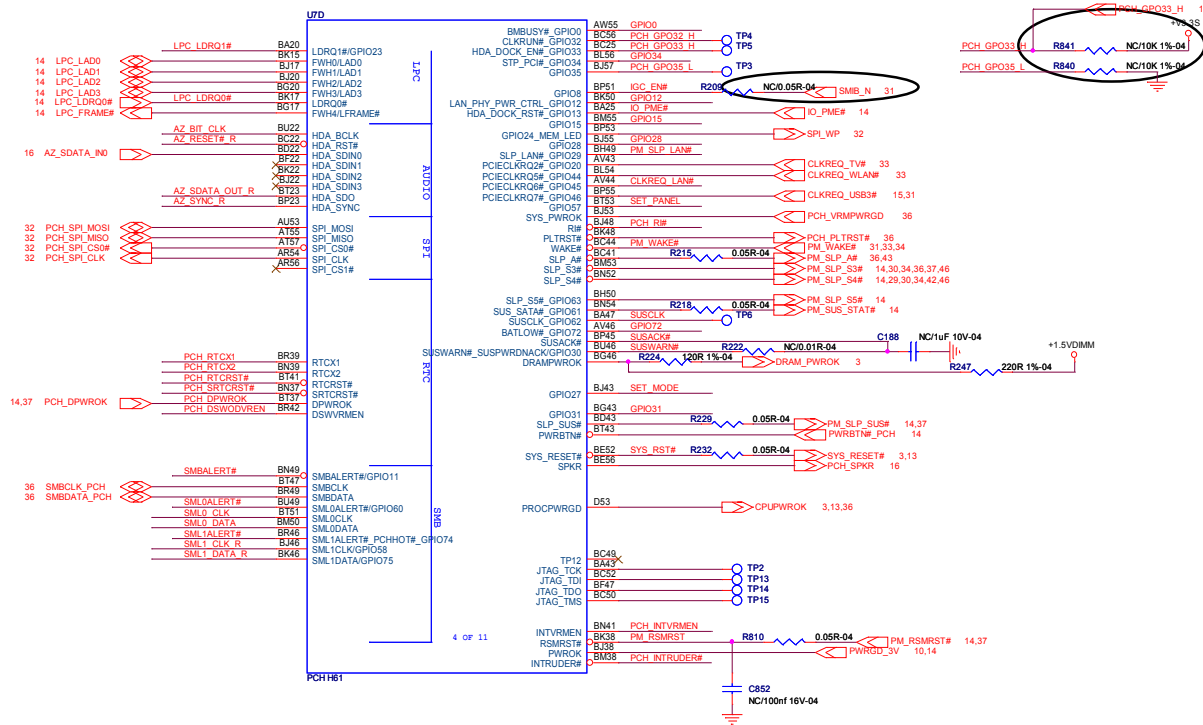 U7D
LPC_LDRQ1# BA20 LDRQ1#/GPIO23
BK15 FWH0/LAD0
14 LPC_LAD0
BJ17 FWH1/LAD1
14 LPC_LAD1
BJ20 FWH2/LAD2
14 LPC_LAD2
BG20 FWH3/LAD3
14 LPC_LAD3
14 LPC_LDRQ0# LPC_LDRQ0# BK17 LDRQ0#
14 LPC_FRAME# BG17 FWH4/LFRAME#
LPC
AZ_BIT_CLK BU22 HDA_BCLK
AZ_RESET#_R BC22 HDA_RST#
16 AZ_SDATA_IN0 BD22 HDA_SDIN0
BF22 HDA_SDIN1
BK22 HDA_SDIN2
BJ22 HDA_SDIN3
AZ_SDATA_OUT_R BT23 HDA_SDO
AZ_SYNC_R BP23 HDA_SYNC
AUDIO
32 PCH_SPI_MOSI AU53 SPI_MOSI
32 PCH_SPI_MISO AT55 SPI_MISO
32 PCH_SPI_CS0# AT57 SPI_CS0#
32 PCH_SPI_CLK AR54 SPI_CLK
AR56 SPI_CS1#
SPI
PCH_RTCX1 BR39 RTCX1
PCH_RTCX2 BN39 RTCX2
PCH_RTCRST# BT41 RTCRST#
PCH_SRTCRST# BN37 SRTCRST#
14,37 PCH_DPWROK PCH_DPWROK BT37 DPWROK
PCH_DSWODVREN BR42 DSWVRMEN
RTC
SMBALERT# BN49 SMBALERT#/GPIO11
36 SMBCLK_PCH BT47 SMBCLK
36 SMBDATA_PCH BR49 SMBDATA
SML0ALERT# BU49 SML0ALERT#/GPIO60
SML0_CLK BT51 SML0CLK
SML0_DATA BM50 SML0DATA
SML1ALERT# BR46 SML1ALERT#_PCHHOT#_GPIO74
SML1_CLK_R BJ46 SML1CLK/GPIO58
SML1_DATA_R BK46 SML1DATA/GPIO75
SMB
4 OF 11
PCH H61
BMBUSY#_GPIO0 AW55 GPIO0
CLKRUN#_GPIO32 BC56 PCH_GPO32_H TP4
HDA_DOCK_EN#_GPIO33 BC25 PCH_GPO33_H TP5
STP_PCI#_GPIO34 BL56 GPIO34
GPIO35 BJ57 PCH_GPO35_L TP3
GPIO8 BP51 IGC_EN# R209 NC/0.05R-04 SMIB_N 31
LAN_PHY_PWR_CTRL_GPIO12 BK50 GPIO12
HDA_DOCK_RST#_GPIO13 BA25 IO_PME# IO_PME# 14
GPIO15 BM55 GPIO15
GPIO24_MEM_LED BP53 SPI_WP 32
GPIO28 BJ55 GPIO28
SLP_LAN#_GPIO29 BH49 PM_SLP_LAN#
PCIECLKRQ2#_GPIO20 AV43 CLKREQ_TV# 33
PCIECLKRQ5#_GPIO44 BL54 CLKREQ_WLAN# 33
PCIECLKRQ6#_GPIO45 AV44 CLKREQ_LAN#
PCIECLKRQ7#_GPIO46 BP55 CLKREQ_USB3# 15,31
GPIO57 BT53 SET_PANEL
SYS_PWROK BJ53 PCH_VRMPWRGD 36
RI# BJ48 PCH_RI#
PLTRST# BK48 PCH_PLTRST# 36
WAKE# BC44 PM_WAKE# PM_WAKE# 31,33,34
SLP_A# BC41 R215 0.05R-04 PM_SLP_A# 36,43
SLP_S3# BM53 PM_SLP_S3# 14,30,34,36,37,46
SLP_S4# BN52 PM_SLP_S4# 14,29,30,34,42,46
SLP_S5#_GPIO63 BH50 PM_SLP_S5# 14
SUS_SATA#_GPIO61 BN54 R218 0.05R-04 PM_SUS_STAT# 14
SUSCLK_GPIO62 BA47 SUSCLK TP6
BATLOW#_GPIO72 AV46 GPIO72
SUSACK# BP45 SUSACK# C188 NC/1uF 10V-04
SUSWARN#_SUSPWRDNACK/GPIO30 BU46 SUSWARN# R222 NC/0.01R-04
DRAMPWROK BG46 R224 120R 1%-04 DRAM_PWROK 3
+1.5VDIMM
R247 220R 1%-04
GPIO27 BJ43 SET_MODE
GPIO31 BG43 GPIO31
SLP_SUS# BD43 R229 0.05R-04 PM_SLP_SUS# 14,37
PWRBTN# BT43 PWRBTN#_PCH 14
SYS_RESET# BE52 SYS_RST# R232 0.05R-04 SYS_RESET# 3,13
SPKR BE56 PCH_SPKR 16
PROCPWRGD D53 CPUPWROK 3,13,36
TP12 BC49
JTAG_TCK BA43 TP2
JTAG_TDI BC52 TP13
JTAG_TDO BF47 TP14
JTAG_TMS BC50 TP15
INTVRMEN BN41 PCH_INTVRMEN
RSMRST# BK38 PM_RSMRST R810 0.05R-04 PM_RSMRST# 14,37
PWROK BJ38 PWRGD_3V 10,14
INTRUDER# BM38 PCH_INTRUDER#
C852
NC/100nf 16V-04
PCH_GPO33_H 1
PCH_GPO33_H R841 NC/10K 1%-04
PCH_GPO35_L R840 NC/10K 1%-04